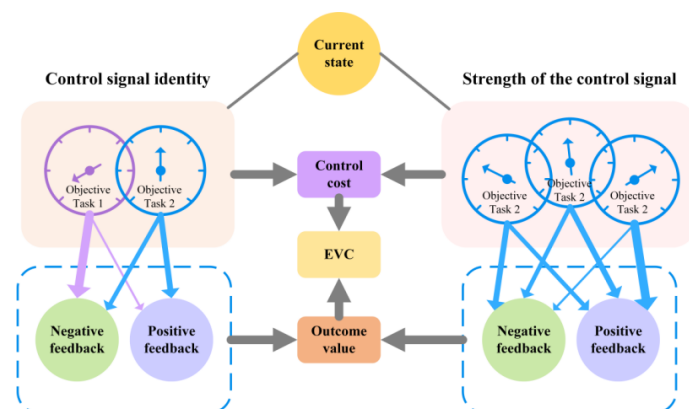 Current
state
Control signal identity
Strength of the control signal
Objective
Task 1
Objective
Task 2
Control
cost
Objective
Task 2
Objective
Task 2
Objective
Task 2
EVC
Negative
feedback
Positive
feedback
Outcome
value
Negative
feedback
Positive
feedback